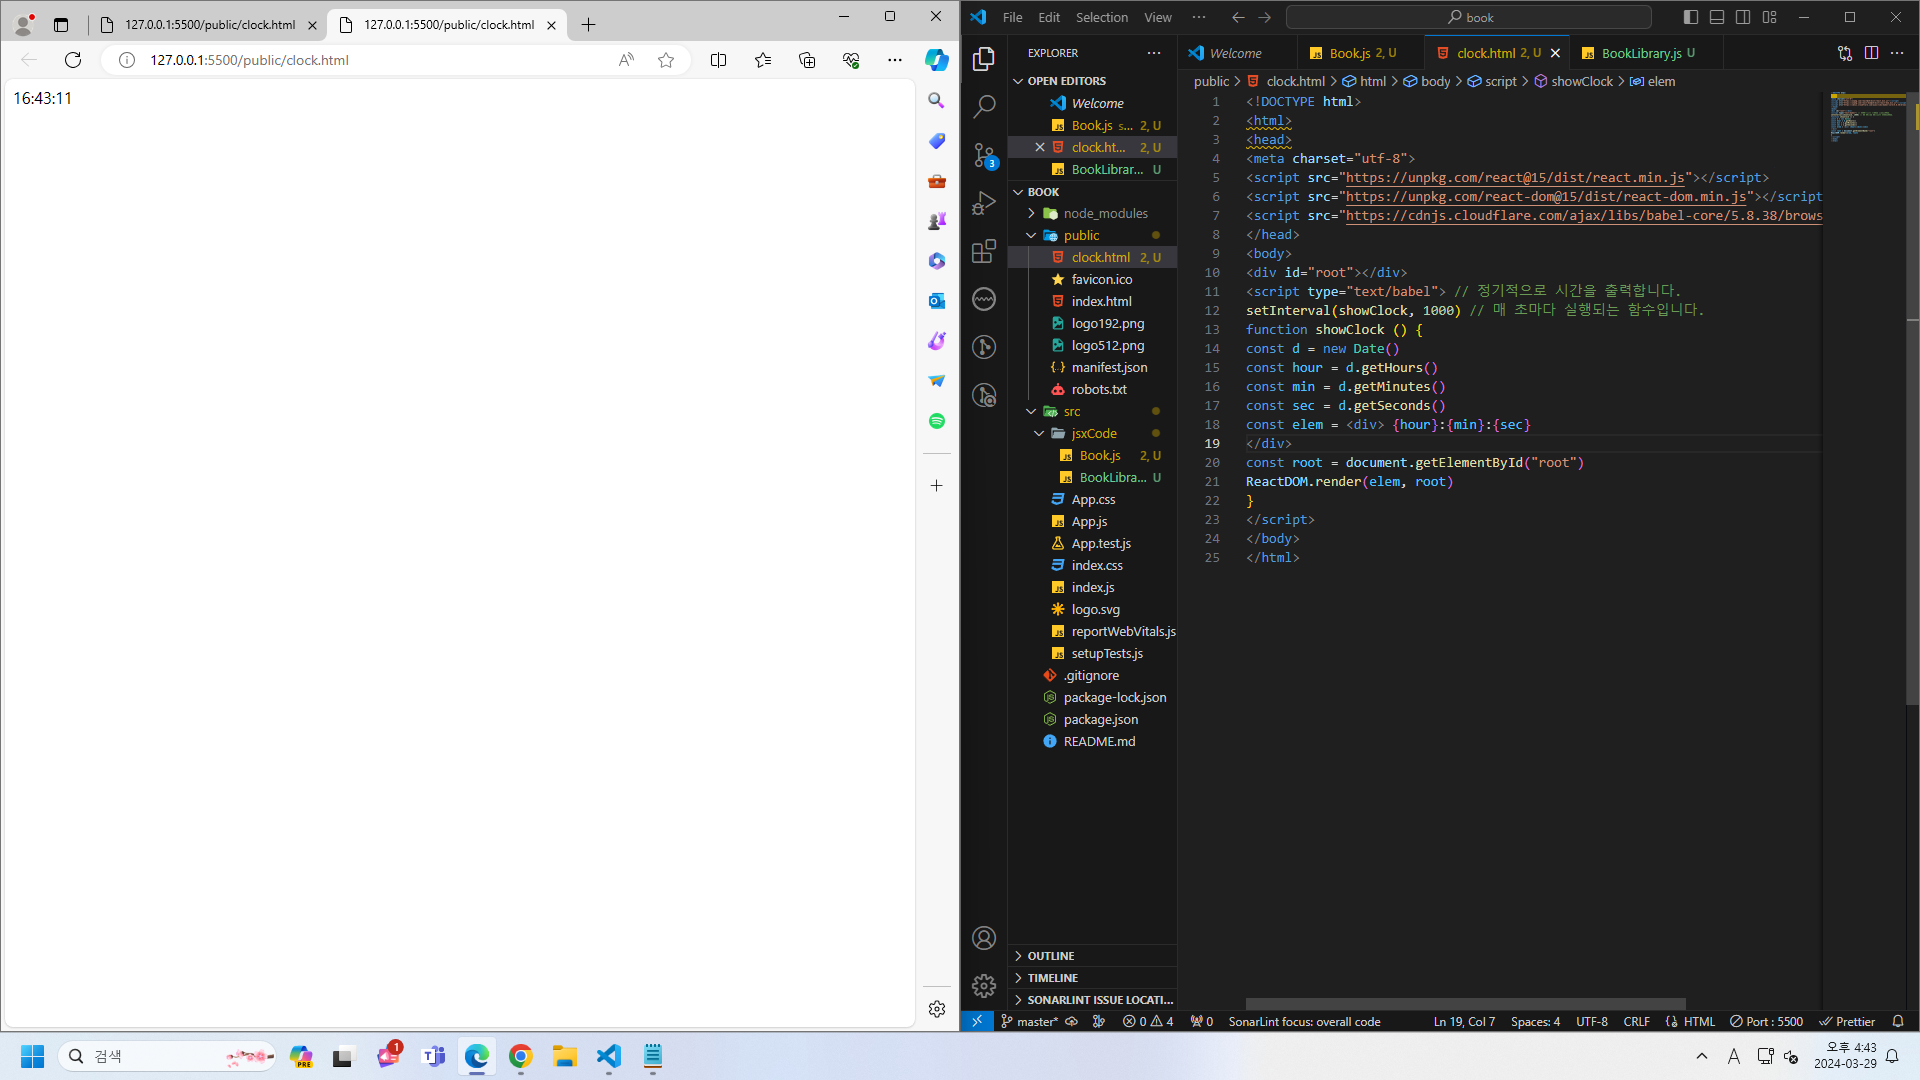 127.0.0.1:5500/public/clock.html
127.0.0.1:5500/public/clock.html
127.0.0.1:5500/public/clock.html
16:43:11
File Edit Selection View
book
EXPLORER
OPEN EDITORS
Welcome
Book.js s... 2, U
clock.ht... 2, U
BookLibrar... U
BOOK
node_modules
public
clock.html 2, U
favicon.ico
index.html
logo192.png
logo512.png
manifest.json
robots.txt
src
jsxCode
Book.js 2, U
BookLibra... U
App.css
App.js
App.test.js
index.css
index.js
logo.svg
reportWebVitals.js
setupTests.js
.gitignore
package-lock.json
package.json
README.md
OUTLINE
TIMELINE
SONARLINT ISSUE LOCATI...
Welcome
Book.js 2, U
clock.html 2, U
BookLibrary.js U
public > clock.html > html > body > script > showClock > elem
1 <!DOCTYPE html>
2 <html>
3 <head>
4 <meta charset="utf-8">
5 <script src="https://unpkg.com/react@15/dist/react.min.js"></script>
6 <script src="https://unpkg.com/react-dom@15/dist/react-dom.min.js"></script
7 <script src="https://cdnjs.cloudflare.com/ajax/libs/babel-core/5.8.38/brows
8 </head>
9 <body>
10 <div id="root"></div>
11 <script type="text/babel"> // 정기적으로 시간을 출력합니다.
12 setInterval(showClock, 1000) // 매 초마다 실행되는 함수입니다.
13 function showClock () {
14 const d = new Date()
15 const hour = d.getHours()
16 const min = d.getMinutes()
17 const sec = d.getSeconds()
18 const elem = <div> {hour}:{min}:{sec}
19 </div>
20 const root = document.getElementById("root")
21 ReactDOM.render(elem, root)
22 }
23 </script>
24 </body>
25 </html>
3
master* 0 4 0 SonarLint focus: overall code Ln 19, Col 7 Spaces: 4 UTF-8 CRLF HTML Port : 5500 Prettier
검색
PRE
1
A
오후 4:43
2024-03-29